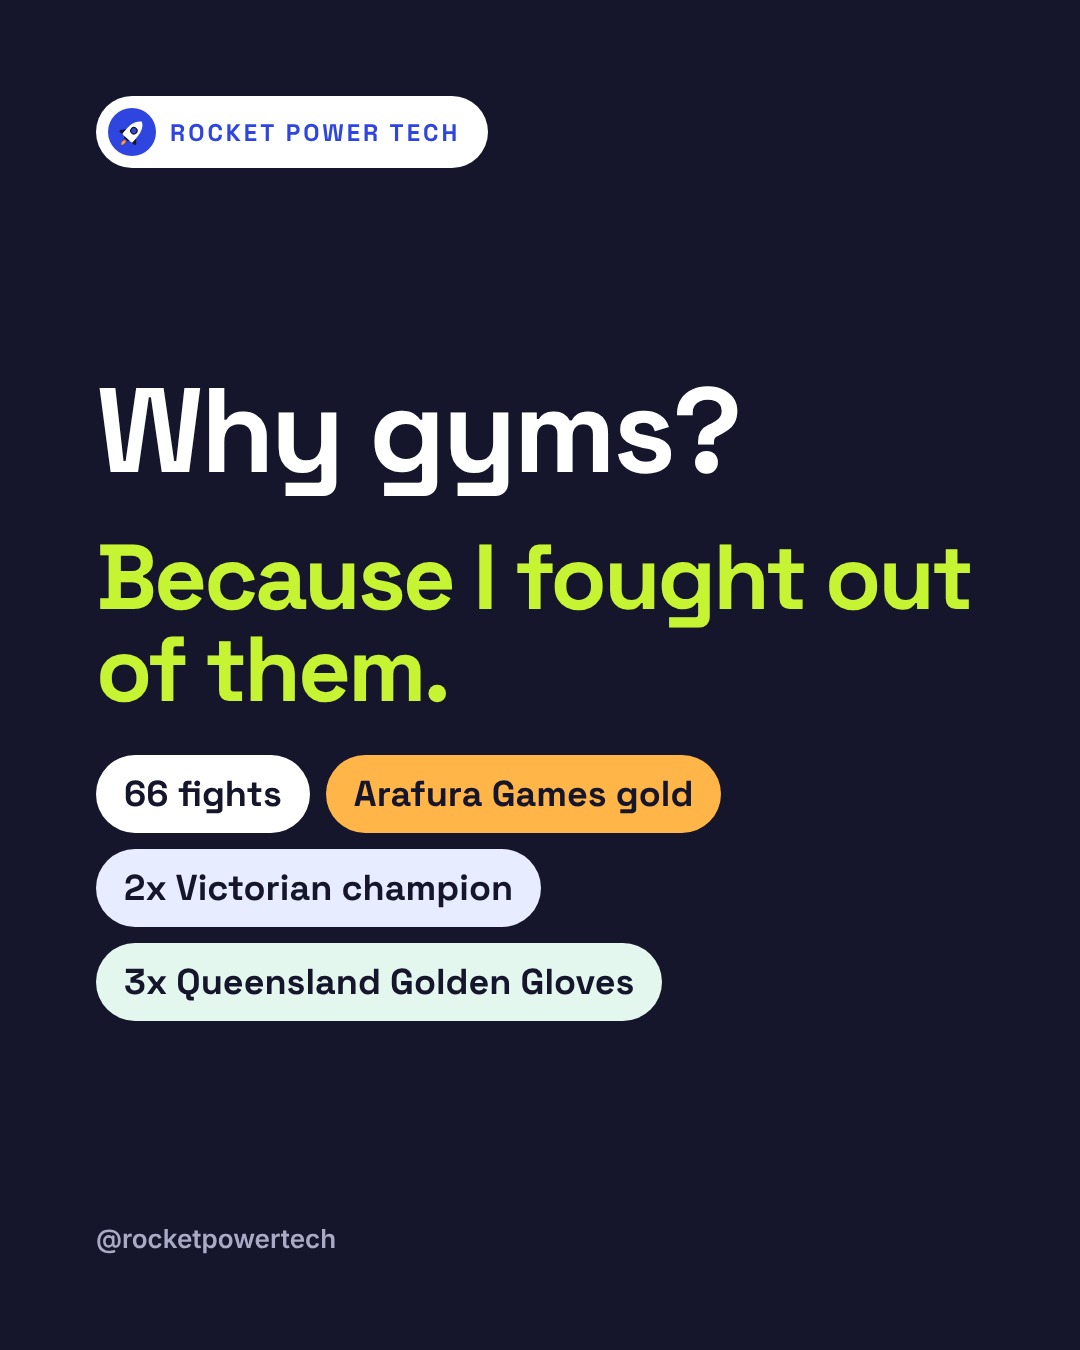 ROCKET POWER TECH
Why gyms?
Because I fought out
of them.
66 fights
Arafura Games gold
2x Victorian champion
3x Queensland Golden Gloves
@rocketpowertech